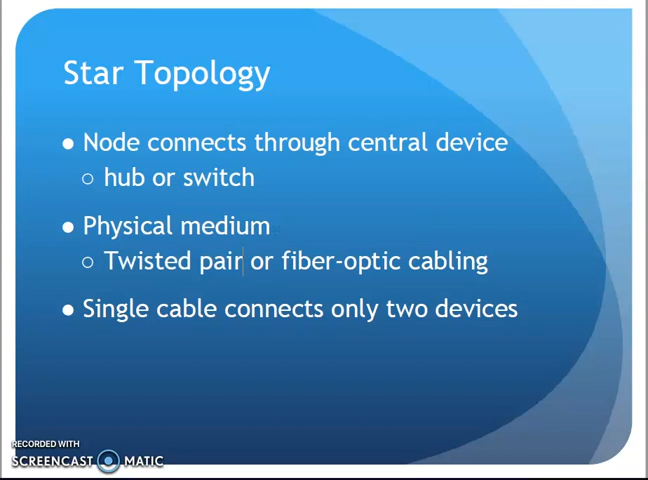 Star Topology
● Node connects through central device
○ hub or switch
● Physical medium
○ Twisted pair or fiber-optic cabling
● Single cable connects only two devices
RECORDED WITH
SCREENCAST MATIC